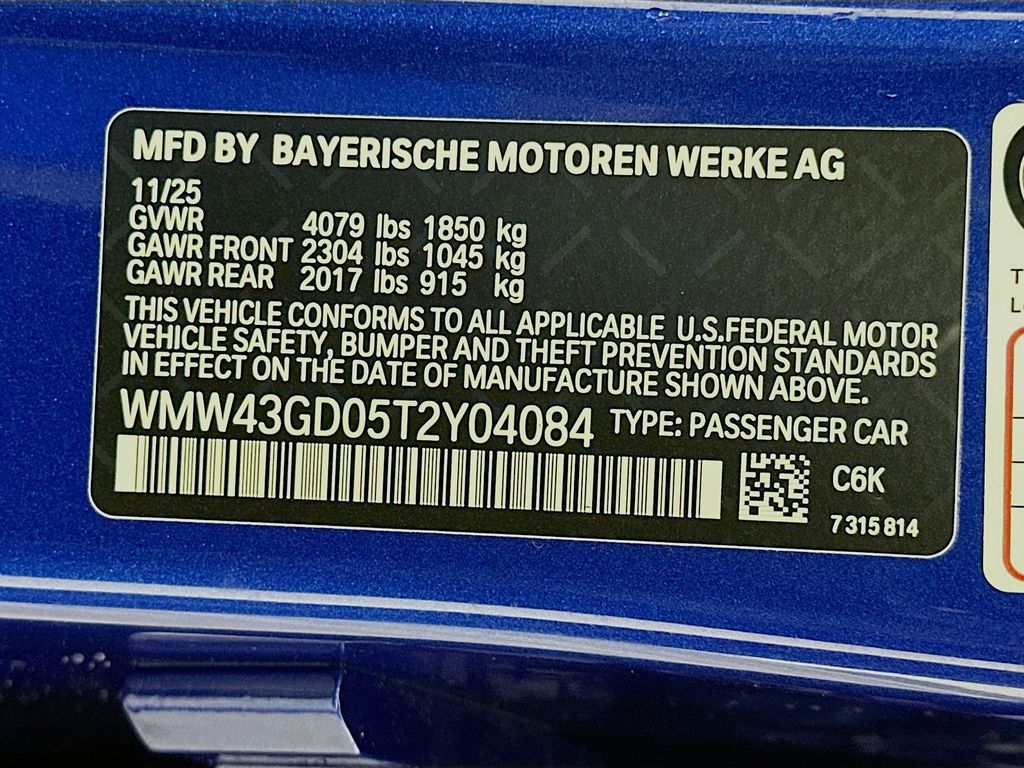 MFD BY BAYERISCHE MOTOREN WERKE AG
11/25
GVWR 4079 lbs 1850 kg
GAWR FRONT 2304 lbs 1045 kg
GAWR REAR 2017 lbs 915 kg
THIS VEHICLE CONFORMS TO ALL APPLICABLE U.S.FEDERAL MOTOR
VEHICLE SAFETY, BUMPER AND THEFT PREVENTION STANDARDS
IN EFFECT ON THE DATE OF MANUFACTURE SHOWN ABOVE.
WMW43GD05T2Y04084 TYPE: PASSENGER CAR
C6K
7 315 814